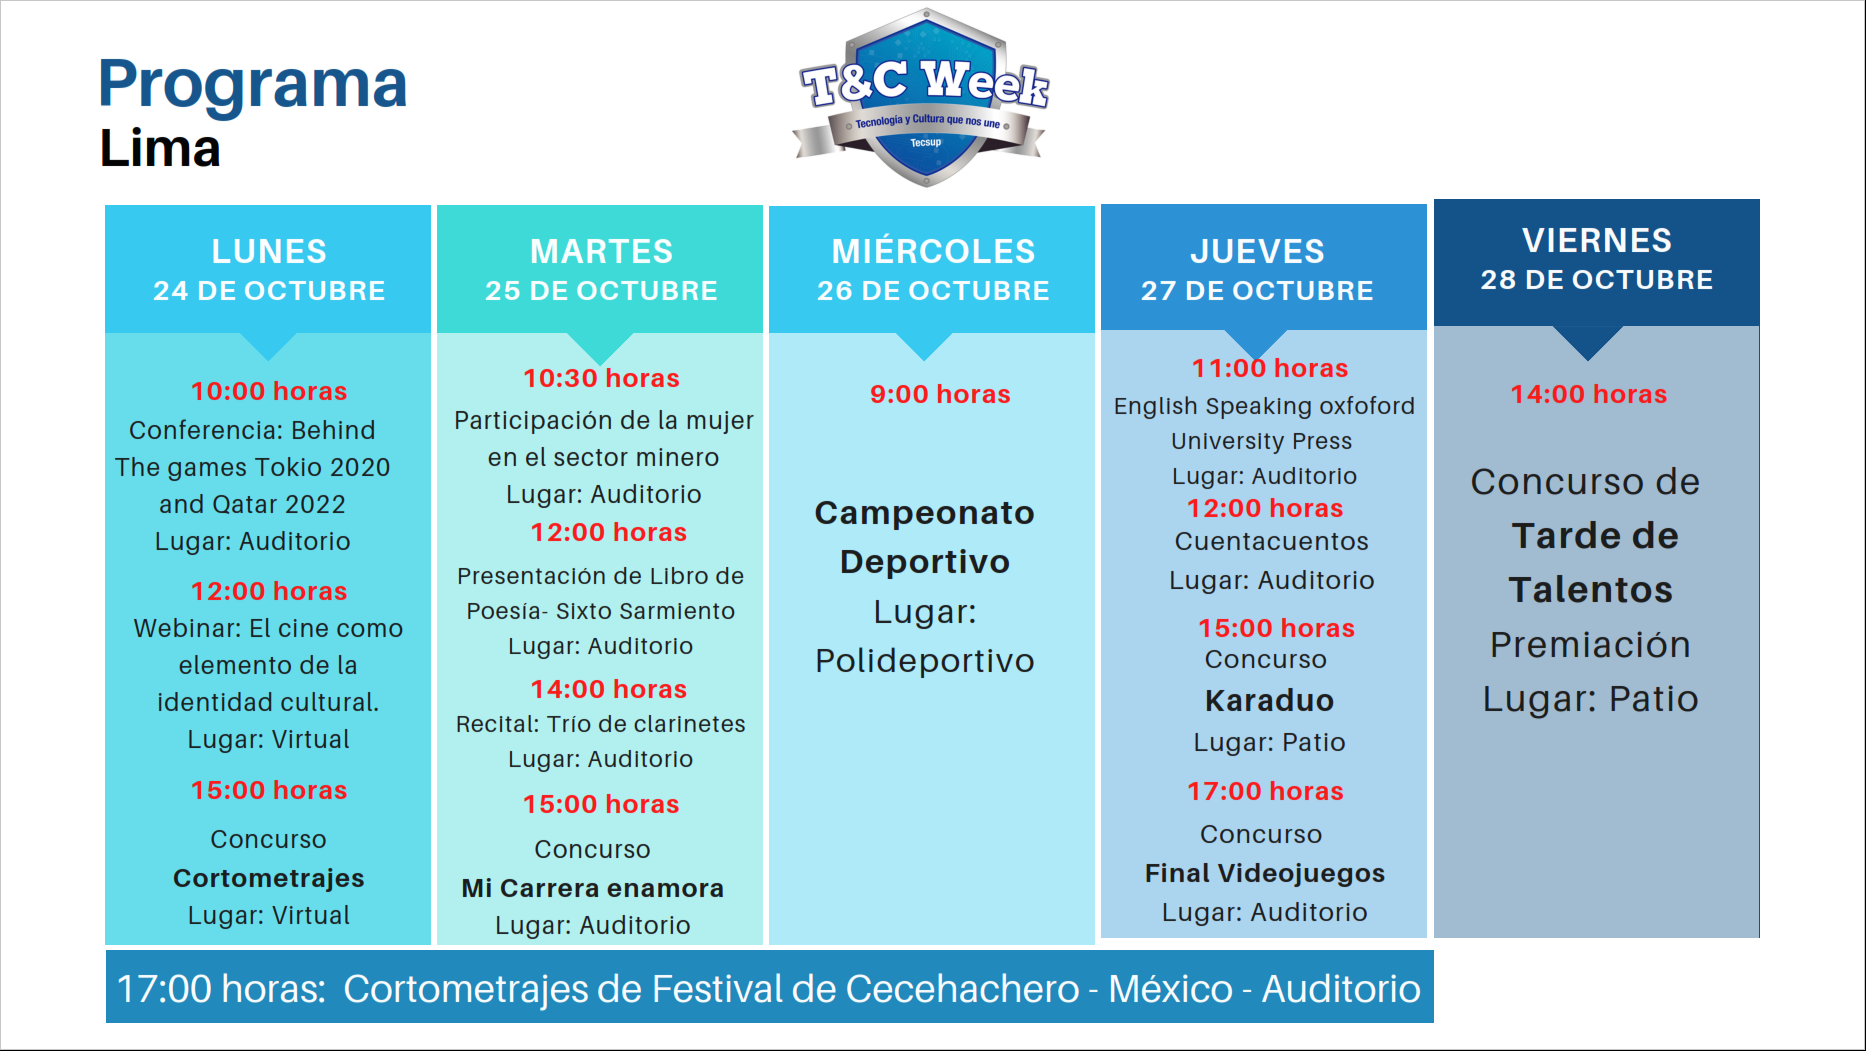 Programa
Lima
T&C Week
Tecnología y Cultura que nos une
Tecsup
LUNES
24 DE OCTUBRE
10:00 horas
Conferencia: Behind
The games Tokio 2020
and Qatar 2022
Lugar: Auditorio
12:00 horas
Webinar: El cine como
elemento de la
identidad cultural.
Lugar: Virtual
15:00 horas
Concurso
Cortometrajes
Lugar: Virtual
MARTES
25 DE OCTUBRE
10:30 horas
Participación de la mujer
en el sector minero
Lugar: Auditorio
12:00 horas
Presentación de Libro de
Poesía- Sixto Sarmiento
Lugar: Auditorio
14:00 horas
Recital: Trío de clarinetes
Lugar: Auditorio
15:00 horas
Concurso
Mi Carrera enamora
Lugar: Auditorio
MIÉRCOLES
26 DE OCTUBRE
9:00 horas
Campeonato
Deportivo
Lugar:
Polideportivo
JUEVES
27 DE OCTUBRE
11:00 horas
English Speaking oxfoford
University Press
Lugar: Auditorio
12:00 horas
Cuentacuentos
Lugar: Auditorio
15:00 horas
Concurso
Karaduo
Lugar: Patio
17:00 horas
Concurso
Final Videojuegos
Lugar: Auditorio
VIERNES
28 DE OCTUBRE
14:00 horas
Concurso de
Tarde de
Talentos
Premiación
Lugar: Patio
17:00 horas: Cortometrajes de Festival de Cecehachero - México - Auditorio